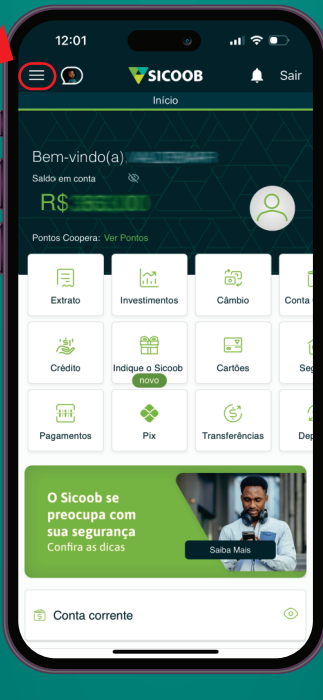 12:01
SICOOB
Sair
Início
Bem-vindo(a),
Saldo em conta
R$
Pontos Coopera: Ver Pontos
Extrato
Investimentos
Câmbio
Conta
Crédito
Indique o Sicoob
novo
Cartões
Seg
Pagamentos
Pix
Transferências
Dep
O Sicoob se
preocupa com
sua segurança
Confira as dicas
Saiba Mais
Conta corrente